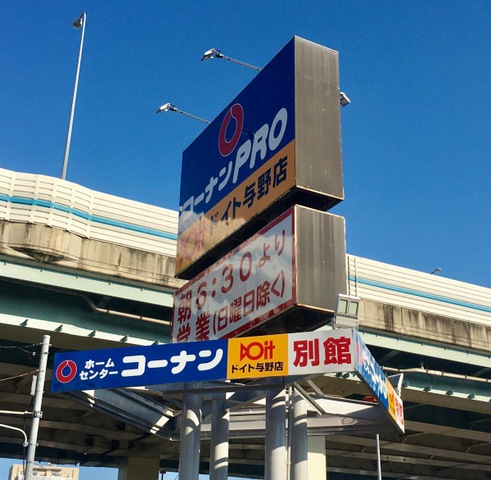 コーナンPRO
Doit ドイト与野店
朝6:30より
営業(日曜日除く)
ホーム
センター コーナン
Doit
ドイト与野店
別館